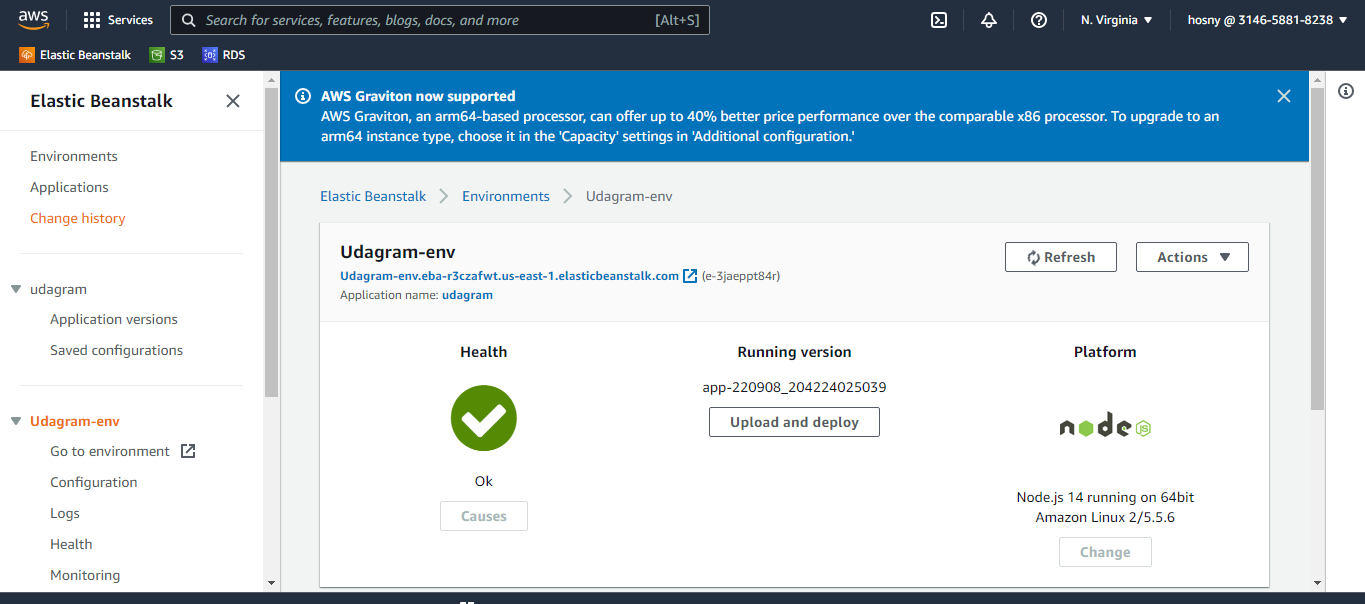 aws
Services
Search for services, features, blogs, docs, and more [Alt+S]
N. Virginia
hosny @ 3146-5881-8238
Elastic Beanstalk
S3
RDS
Elastic Beanstalk
Environments
Applications
Change history
udagram
Application versions
Saved configurations
Udagram-env
Go to environment
Configuration
Logs
Health
Monitoring
AWS Graviton now supported
AWS Graviton, an arm64-based processor, can offer up to 40% better price performance over the comparable x86 processor. To upgrade to an
arm64 instance type, choose it in the 'Capacity' settings in 'Additional configuration.'
Elastic Beanstalk
Environments
Udagram-env
Udagram-env
Udagram-env.eba-r3czafwt.us-east-1.elasticbeanstalk.com (e-3jaeppt84r)
Application name: udagram
Refresh
Actions
Health
Ok
Causes
Running version
app-220908_204224025039
Upload and deploy
Platform
node JS
Node.js 14 running on 64bit
Amazon Linux 2/5.5.6
Change